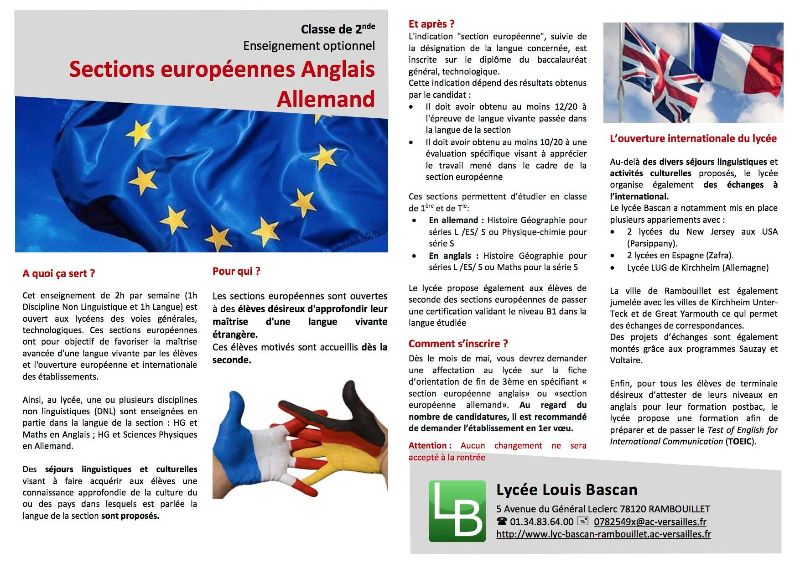 Classe de 2nde
Enseignement optionnel
Sections européennes Anglais
Allemand
A quoi ça sert ?
Cet enseignement de 2h par semaine (1h
Discipline Non Linguistique et 1h Langue) est
ouvert aux lycéens des voies générales,
technologiques. Ces sections européennes
ont pour objectif de favoriser la maîtrise
avancée d'une langue vivante par les élèves
et l'ouverture européenne et internationale
des établissements.
Ainsi, au lycée, une ou plusieurs disciplines
non linguistiques (DNL) sont enseignées en
partie dans la langue de la section : HG et
Maths en Anglais ; HG et Sciences Physiques
en Allemand.
Des séjours linguistiques et culturelles
visant à faire acquérir aux élèves une
connaissance approfondie de la culture du
ou des pays dans lesquels est parlée la
langue de la section sont proposés.
Pour qui ?
Les sections européennes sont ouvertes
à des élèves désireux d'approfondir leur
maîtrise d'une langue vivante
étrangère.
Ces élèves motivés sont accueillis dès la
seconde.
Et après ?
L'indication "section européenne", suivie de
la désignation de la langue concernée, est
inscrite sur le diplôme du baccalauréat
général, technologique.
Cette indication dépend des résultats obtenus
par le candidat :
• Il doit avoir obtenu au moins 12/20 à
l'épreuve de langue vivante passée dans
la langue de la section
• Il doit avoir obtenu au moins 10/20 à une
évaluation spécifique visant à apprécier
le travail mené dans le cadre de la
section européenne
Ces sections permettent d'étudier en classe
de 1ère et de Tle:
• En allemand : Histoire Géographie pour
séries L /ES/ S ou Physique-chimie pour
série S
• En anglais : Histoire Géographie pour
séries L /ES/ S ou Maths pour la série S
Le lycée propose également aux élèves de
seconde des sections européennes de passer
une certification validant le niveau B1 dans la
langue étudiée
Comment s'inscrire ?
Dès le mois de mai, vous devrez demander
une affectation au lycée sur la fiche
d'orientation de fin de 3ème en spécifiant «
section européenne anglais» ou «section
européenne allemand». Au regard du
nombre de candidatures, il est recommandé
de demander l'établissement en 1er vœu.
Attention : Aucun changement ne sera
accepté à la rentrée
L'ouverture internationale du lycée
Au-delà des divers séjours linguistiques et
activités culturelles proposés, le lycée
organise également des échanges à
l'international.
Le lycée Bascan a notamment mis en place
plusieurs appariements avec :
• 2 lycées du New Jersey aux USA
(Parsippany).
• 2 lycées en Espagne (Zafra).
• Lycée LUG de Kirchheim (Allemagne)
La ville de Rambouillet est également
jumelée avec les villes de Kirchheim Unter-
Teck et de Great Yarmouth ce qui permet
des échanges de correspondances.
Des projets d'échanges sont également
montés grâce aux programmes Sauzay et
Voltaire.
Enfin, pour tous les élèves de terminale
désireux d'attester de leurs niveaux en
anglais pour leur formation postbac, le
lycée propose une formation afin de
préparer et de passer le Test of English for
International Communication (TOEIC).
LB
Lycée Louis Bascan
5 Avenue du Général Leclerc 78120 RAMBOUILLET
☎ 01.34.83.64.00 🖃 0782549x@ac-versailles.fr
http://www.lyc-bascan-rambouillet.ac-versailles.fr